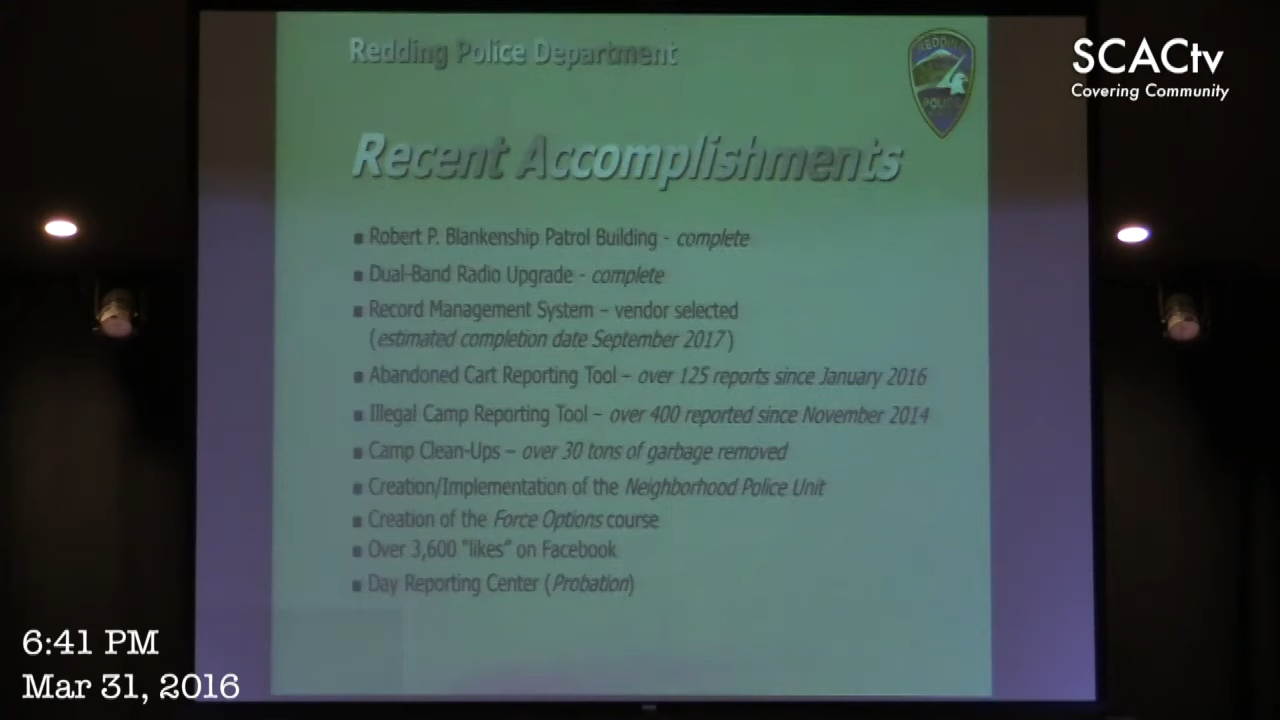 Redding Police Department
REDDING
POLICE
SCACtv
Covering Community
Recent Accomplishments
▪ Robert P. Blankenship Patrol Building - complete
▪ Dual-Band Radio Upgrade - complete
▪ Record Management System – vendor selected
(estimated completion date September 2017)
▪ Abandoned Cart Reporting Tool – over 125 reports since January 2016
▪ Illegal Camp Reporting Tool – over 400 reported since November 2014
▪ Camp Clean-Ups – over 30 tons of garbage removed
▪ Creation/Implementation of the Neighborhood Police Unit
▪ Creation of the Force Options course
▪ Over 3,600 "likes" on Facebook
▪ Day Reporting Center (Probation)
6:41 PM
Mar 31, 2016